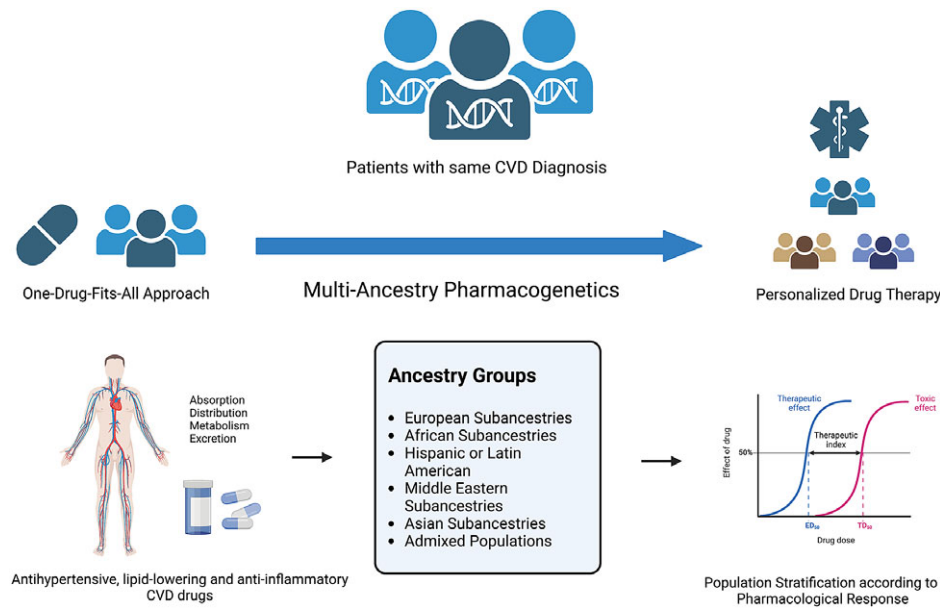 Patients with same CVD Diagnosis
One-Drug-Fits-All Approach
Multi-Ancestry Pharmacogenetics
Personalized Drug Therapy
Absorption
Distribution
Metabolism
Excretion
Antihypertensive, lipid-lowering and anti-inflammatory
CVD drugs
Ancestry Groups
• European Subancestries
• African Subancestries
• Hispanic or Latin
American
• Middle Eastern
Subancestries
• Asian Subancestries
• Admixed Populations
Therapeutic
effect
Toxic
effect
Therapeutic
index
50%
Effect of drug
ED₅₀
TD₅₀
Drug dose
Population Stratification according to
Pharmacological Response